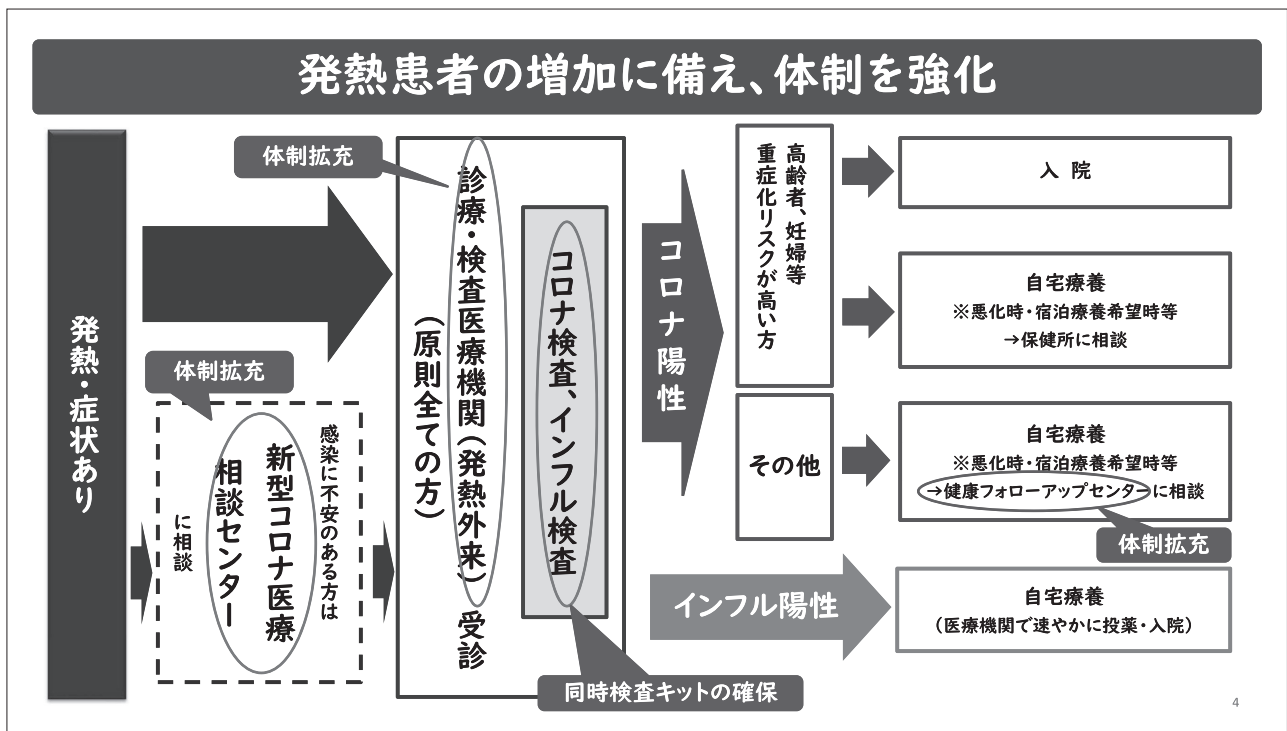 発熱患者の増加に備え、体制を強化
発熱・症状あり
体制拡充
体制拡充
感染に不安のある方は
新型コロナ医療
相談センター
に相談
診療・検査医療機関(発熱外来)受診
(原則全ての方)
コロナ検査、インフル検査
同時検査キットの確保
コロナ陽性
高齢者、妊婦等
重症化リスクが高い方
入 院
自宅療養
※悪化時・宿泊療養希望時等
→保健所に相談
その他
自宅療養
※悪化時・宿泊療養希望時等
→健康フォローアップセンターに相談
体制拡充
インフル陽性
自宅療養
(医療機関で速やかに投薬・入院)
4